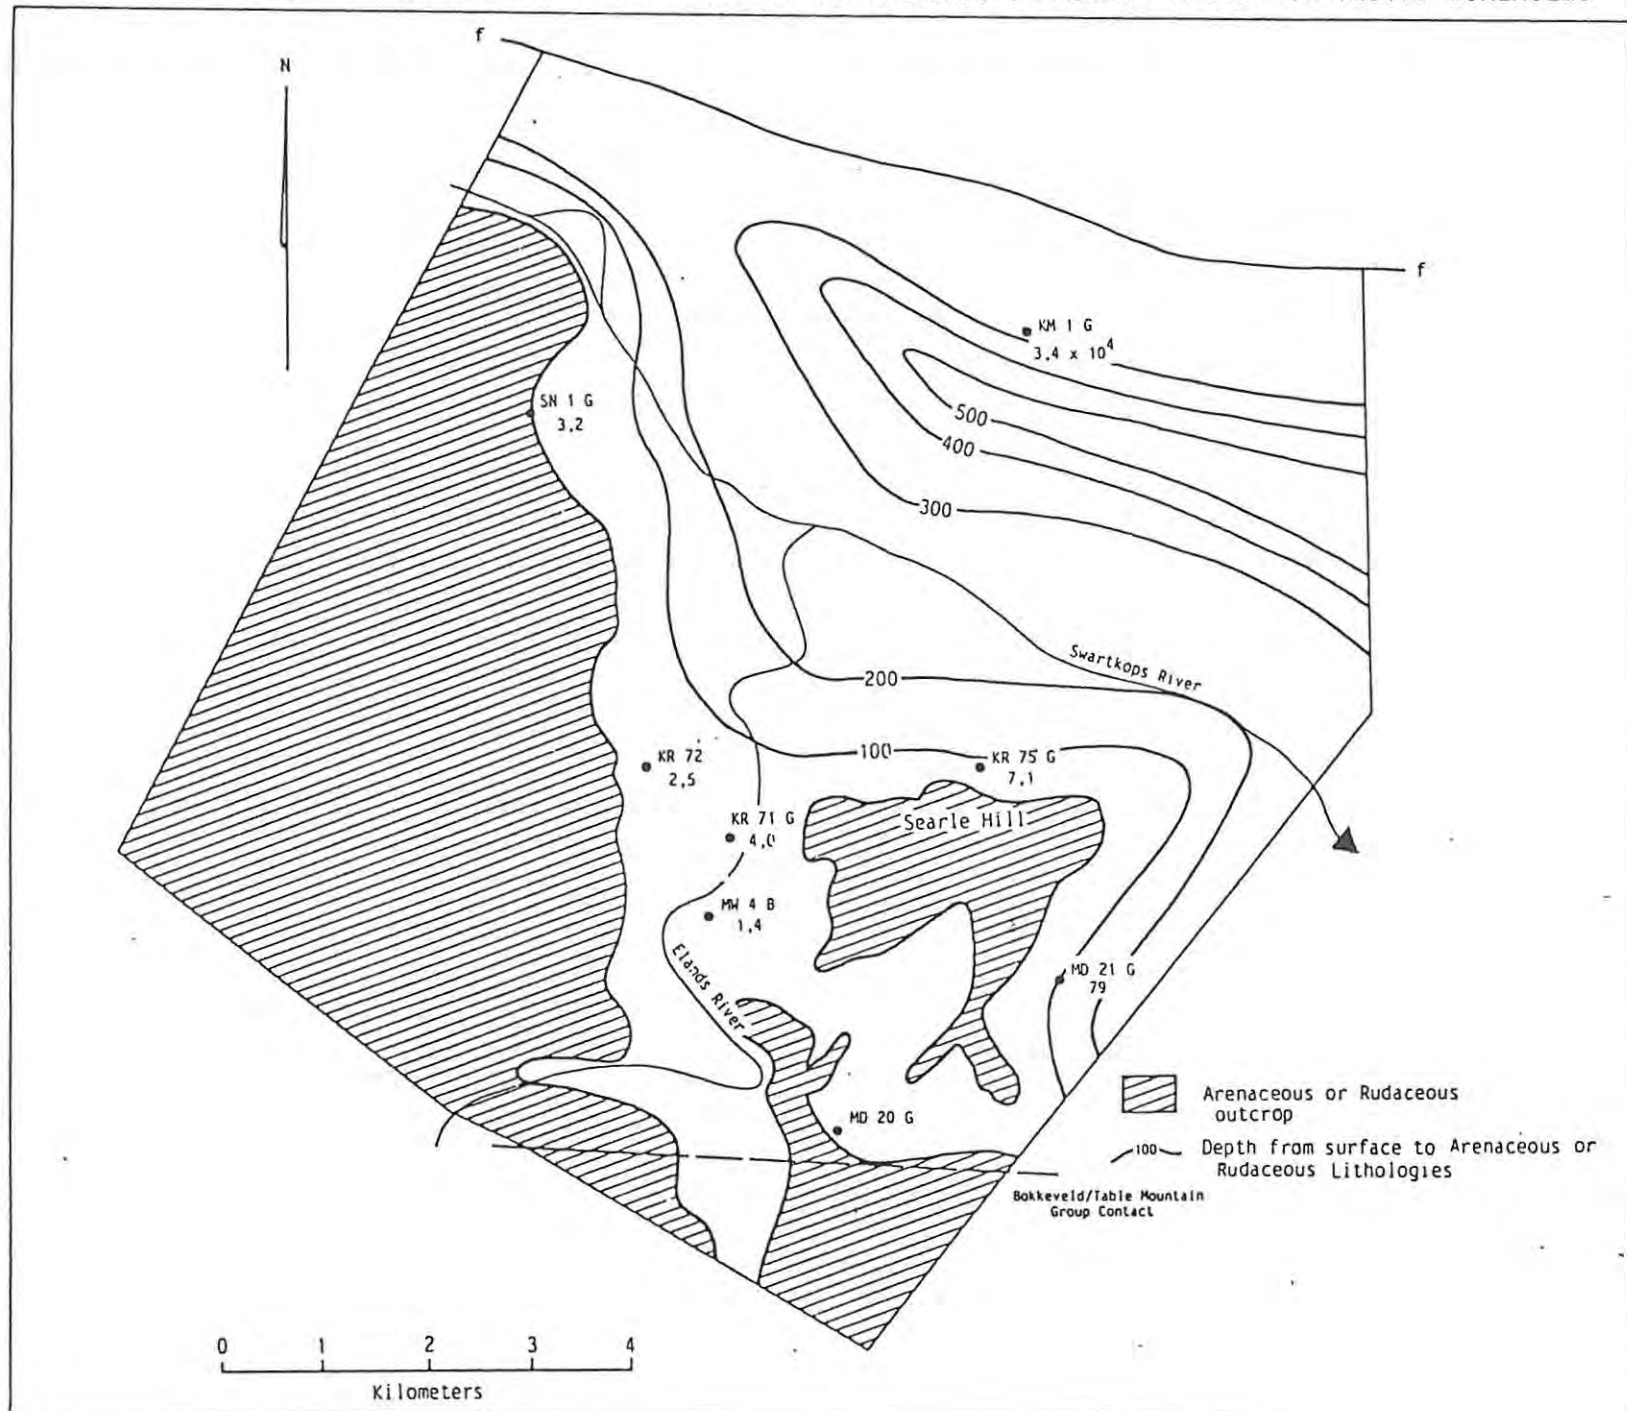 f
N
f
KM 1 G
3.4 x 10⁴
SN 1 G
3,2
500
400
300
Swartkops River
200
100
KR 75 G
7,1
KR 72
2,5
Searle Hill
KR 71 G
4,0
MW 4 B
1,4
Elands River
MD 21 G
79
Arenaceous or Rudaceous
outcrop
MD 20 G
100 Depth from surface to Arenaceous or
Rudaceous Lithologies
Bokkeveld/Table Mountain
Group Contact
0 1 2 3 4
Kilometers